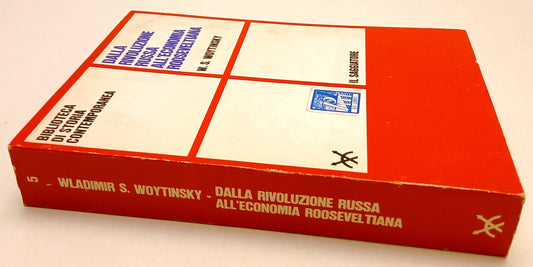 DALLA
RIVOLUZIONE
RUSSA
ALL'ECONOMIA
ROOSEVELTIANA
W. S. WOYTINSKY
BIBLIOTECA
DI STORIA
CONTEMPORANEA
IL SAGGIATORE
5 - WLADIMIR S. WOYTINSKY - DALLA RIVOLUZIONE RUSSA
ALL'ECONOMIA ROOSEVELTIANA